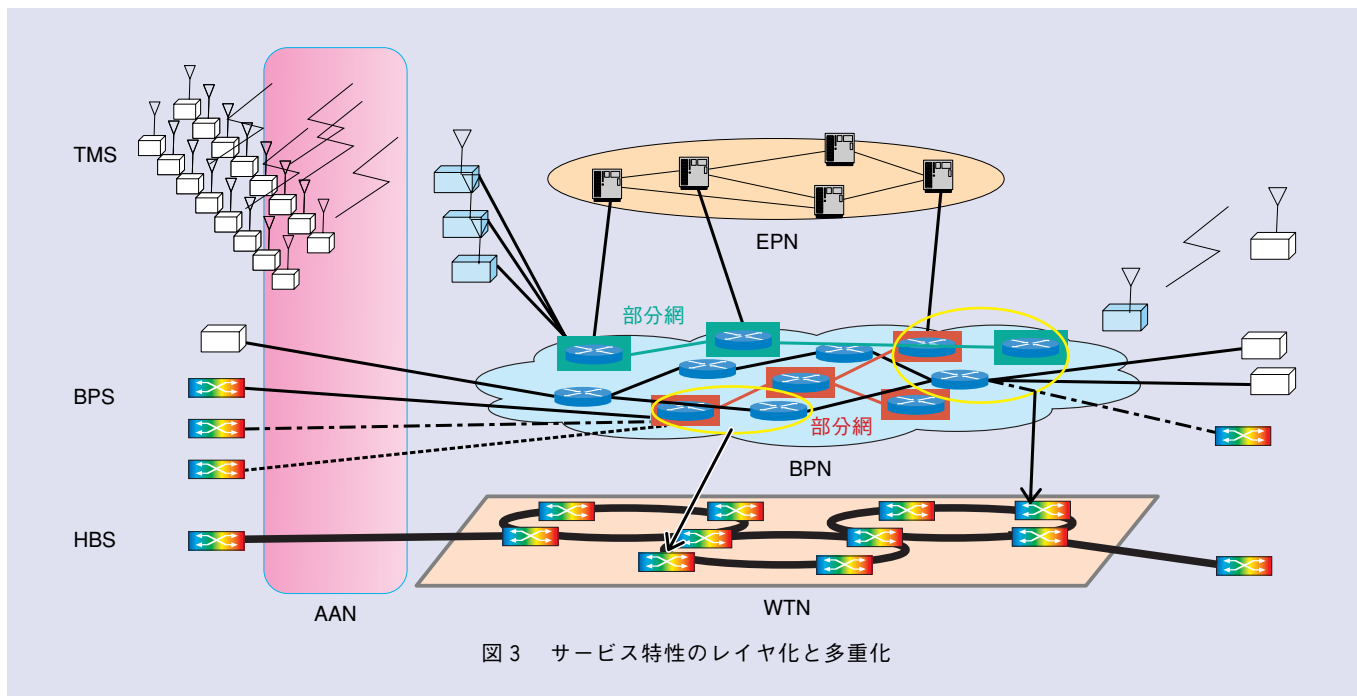 TMS
EPN
部分網
BPS
部分網
BPN
HBS
WTN
AAN
図3 サービス特性のレイヤ化と多重化